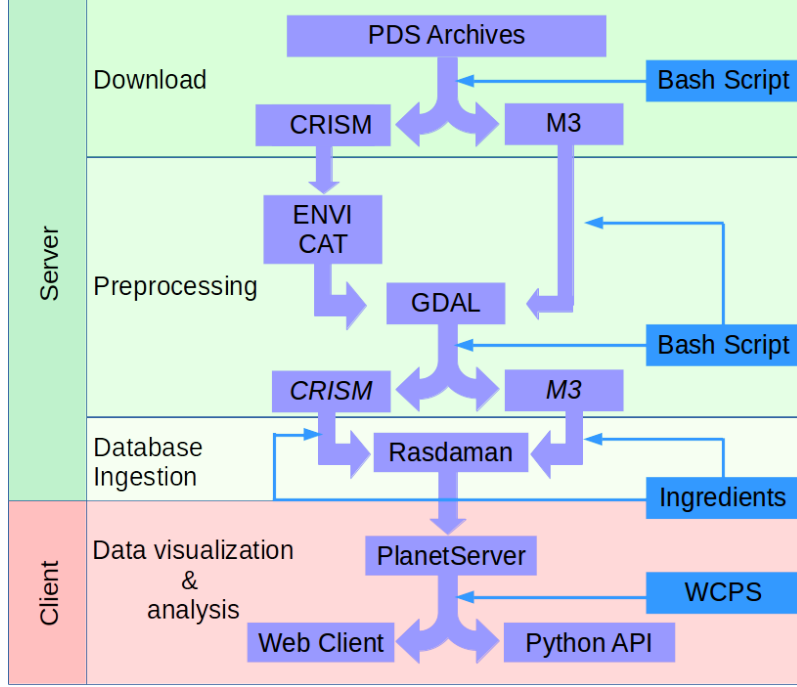 PDS Archives
Download
Bash Script
CRISM
M3
Server
ENVI
CAT
Preprocessing
GDAL
Bash Script
CRISM
M3
Database
Ingestion
Rasdaman
Ingredients
Client
Data visualization
&
analysis
PlanetServer
WCPS
Web Client
Python API